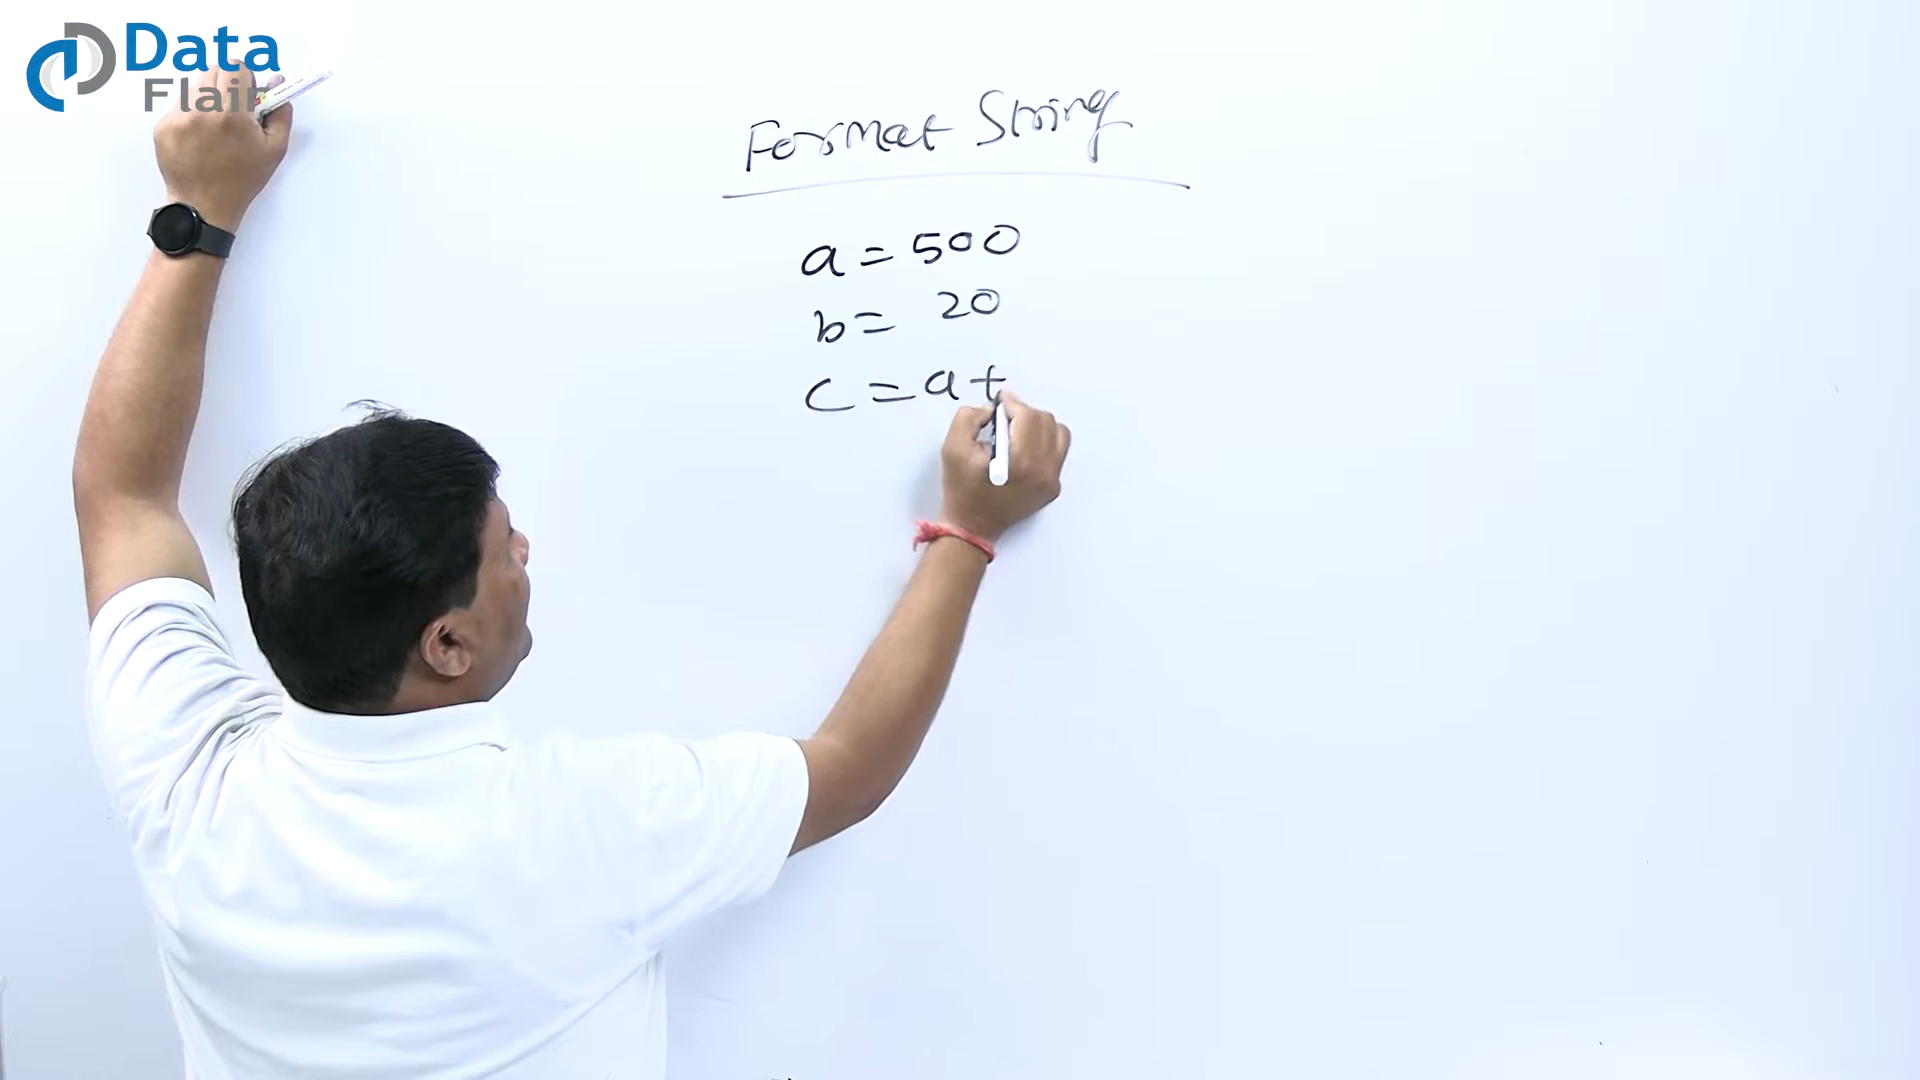 Data
Flair
Format String
a = 500
b = 20
c = a +